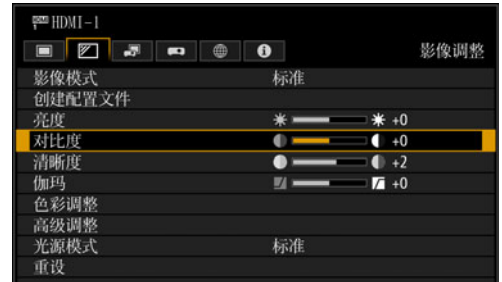 HDMI-1
影像调整
影像模式 标准
创建配置文件
亮度 +0
对比度 +0
清晰度 +2
伽玛 +0
色彩调整
高级调整
光源模式 标准
重设